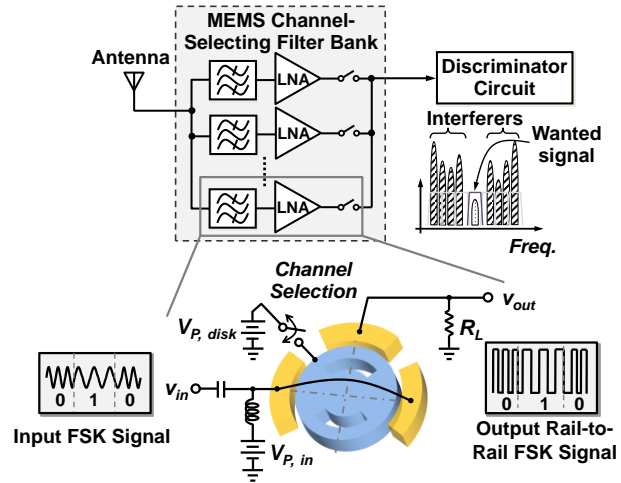 MEMS Channel-
Selecting Filter Bank
Antenna
LNA
LNA
LNA
Discriminator
Circuit
Interferers
Wanted
signal
Freq.
Channel
Selection
V_P, disk
v_out
R_L
v_in
V_P, in
0 1 0
Input FSK Signal
0 1 0
Output Rail-to-
Rail FSK Signal